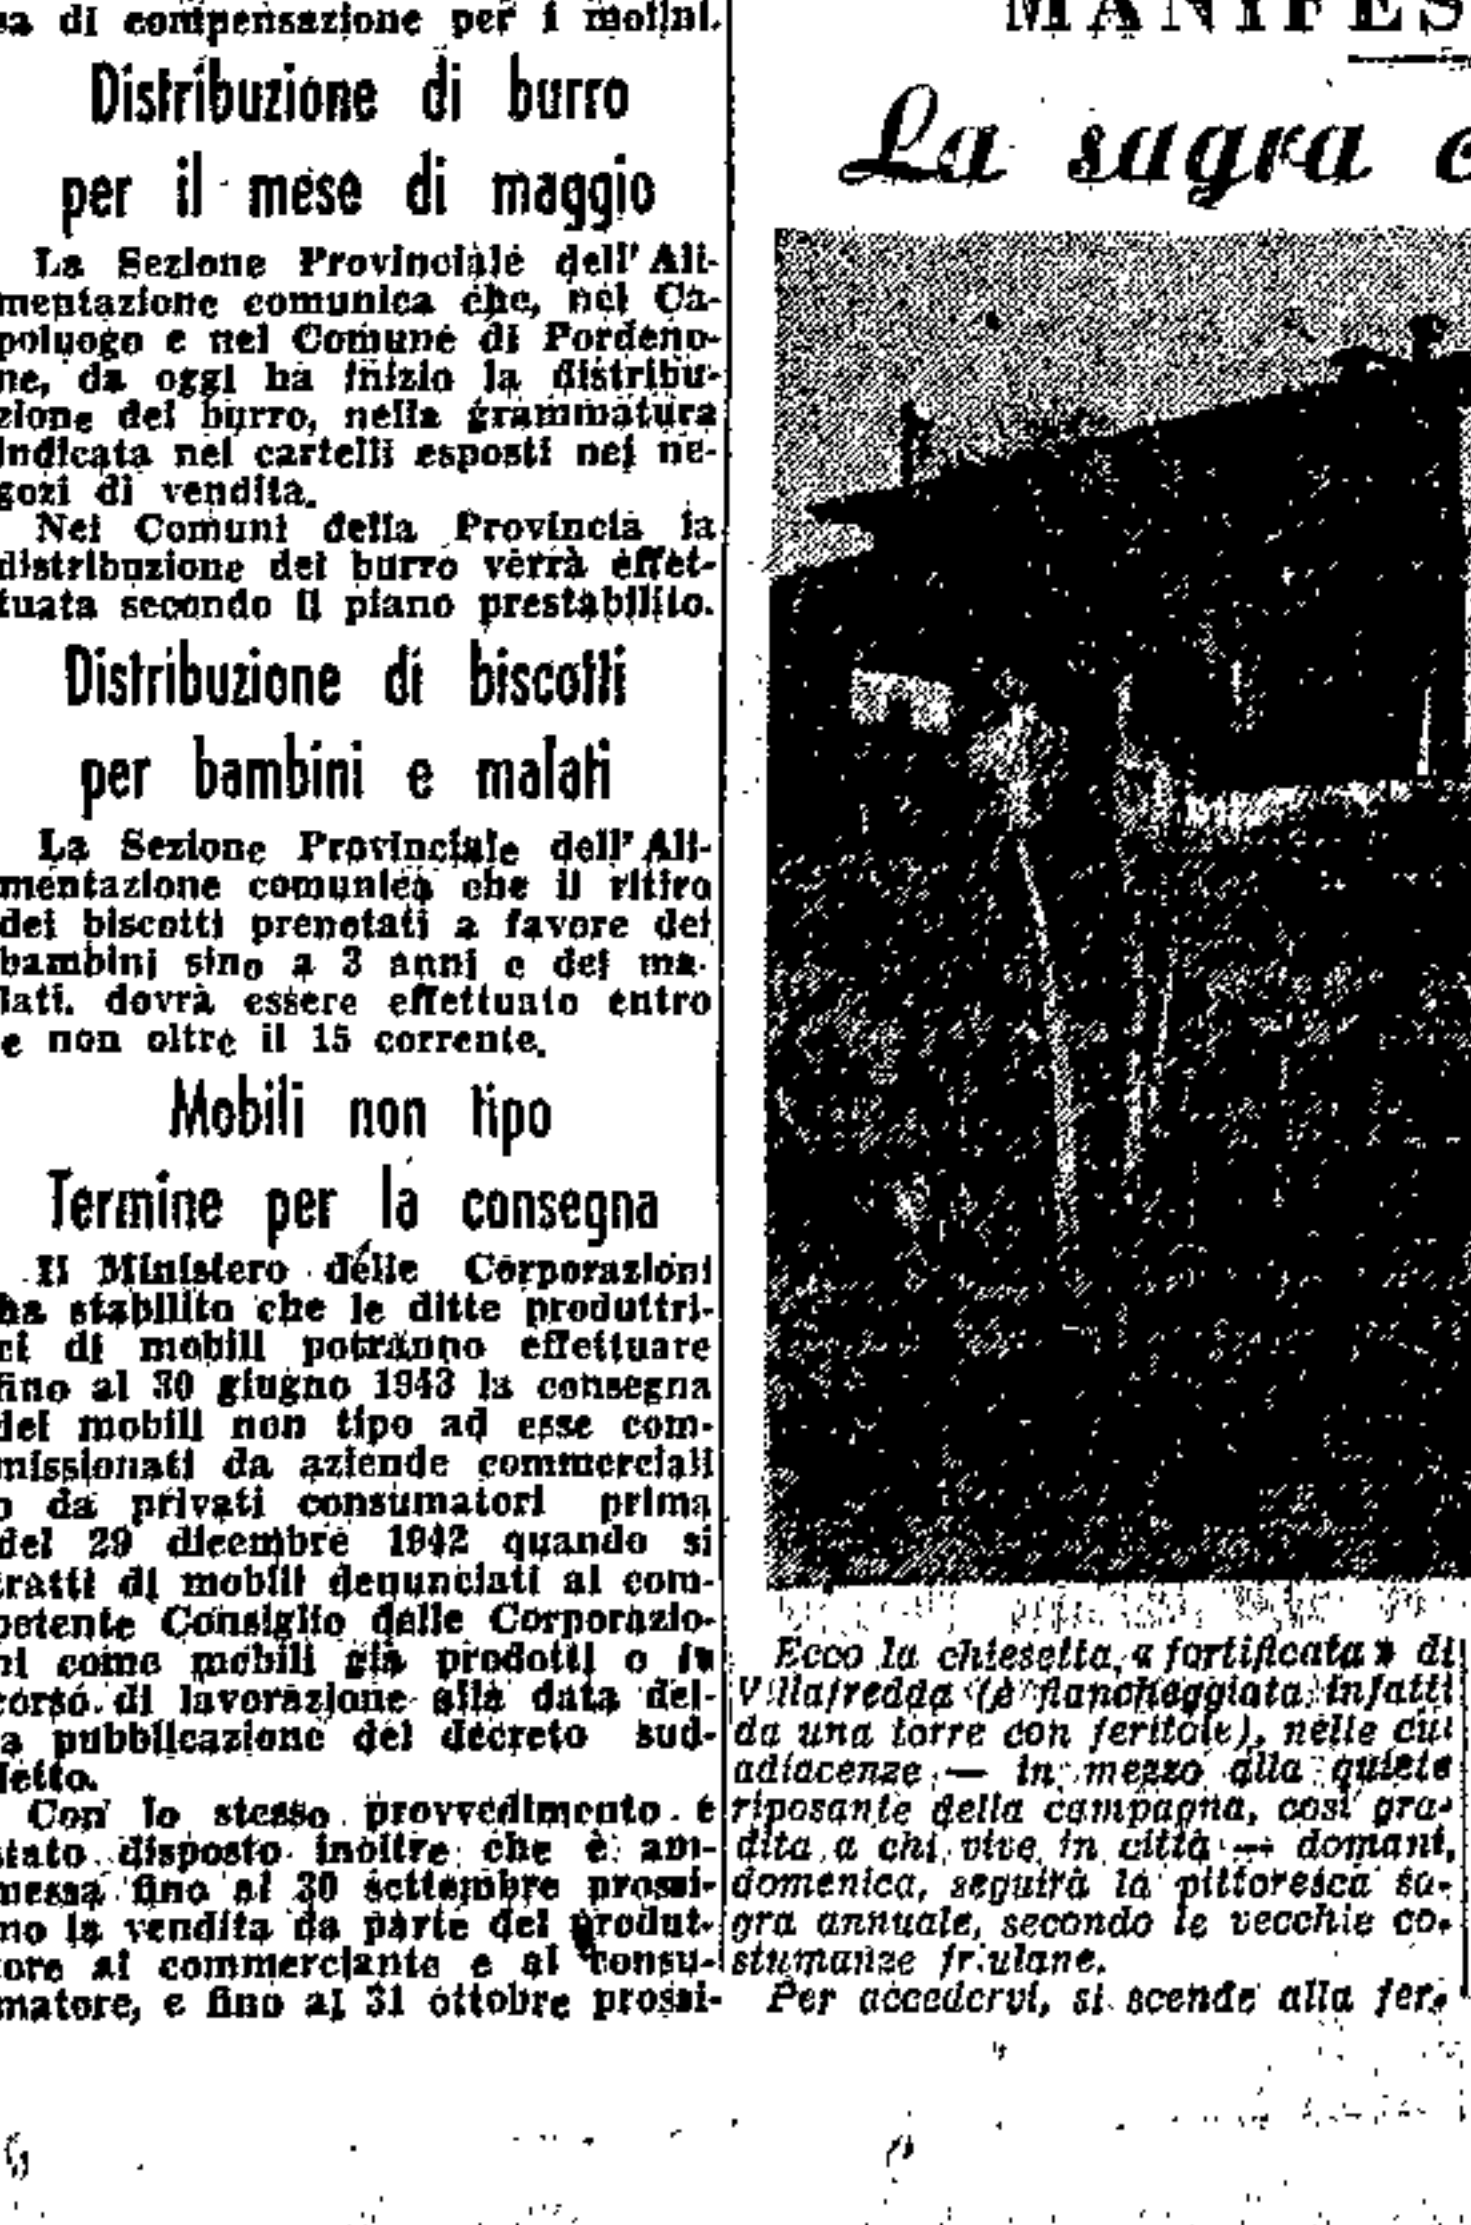 di compensazione per i molini.
Distribuzione di burro
per il mese di maggio
La Sezione Provinciale dell'Ali-
mentazione comunica che, nel Ca-
poluogo e nel Comune di Pordeno-
ne, da oggi ha inizio la distribu-
zione del burro, nella grammatura
indicata nei cartelli esposti nei ne-
gozi di vendita.
Nei Comuni della Provincia la
distribuzione del burro verrà effet-
tuata secondo il piano prestabilito.
Distribuzione di biscotti
per bambini e malati
La Sezione Provinciale dell'Ali-
mentazione comunica che il ritiro
dei biscotti prenotati a favore dei
bambini sino a 3 anni e dei ma-
lati. dovrà essere effettuato entro
e non oltre il 15 corrente.
Mobili non tipo
Termine per la consegna
Il Ministero delle Corporazioni
ha stabilito che le ditte produttri-
ci di mobili potranno effettuare
fino al 30 giugno 1943 la consegna
dei mobili non tipo ad esse com-
missionati da aziende commerciali
o da privati consumatori prima
del 29 dicembre 1942 quando si
tratti di mobili denunciati al com-
petente Consiglio delle Corporazio-
ni come mobili già prodotti o in
corso di lavorazione alla data del-
la pubblicazione del decreto sud-
detto.
Con lo stesso provvedimento è
stato disposto inoltre che è am-
messa fino al 30 settembre prossi-
mo la vendita da parte del produt-
tore al commerciante e al consu-
matore, e fino al 31 ottobre prossi-
MANIFES
La sagra
Ecco la chiesetta « fortificata » di
Villafredda (è fiancheggiata infatti
da una torre con feritoie), nelle cui
adiacenze — in mezzo alla quiete
riposante della campagna, così gra-
dita a chi vive in città — domani,
domenica, seguirà la pittoresca sa-
gra annuale, secondo le vecchie co-
stumanze friulane.
Per accedervi, si scende alla fer-